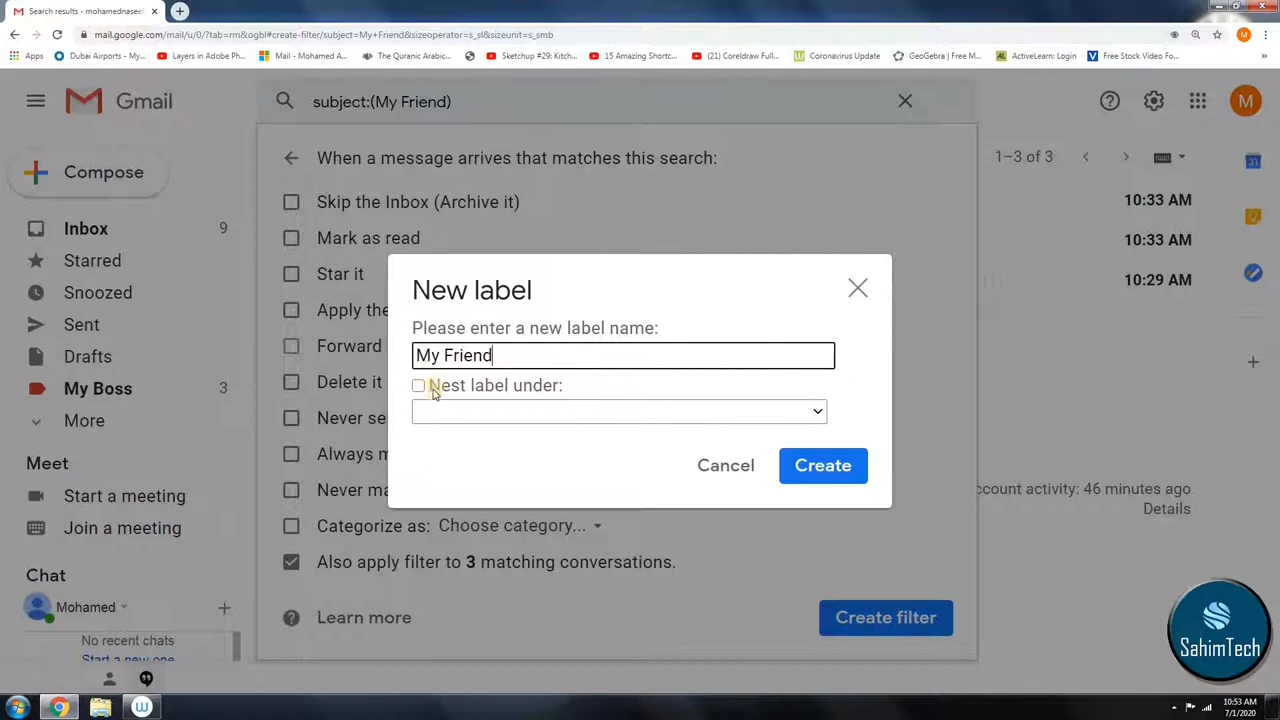 Search results - mohamednasee
mail.google.com/mail/u/0/?tab=rm&ogbl#create-filter/subject=My+Friend&sizeoperator=s_sl&sizeunit=s_smb
M
Apps
Dubai Airports - My...
Layers in Adobe Ph...
Mail - Mohamed A...
The Quranic Arabic...
Sketchup #29: Kitch...
15 Amazing Shortc...
(21) Coreldraw Full...
Coronavirus Update
GeoGebra | Free M...
ActiveLearn: Login
Free Stock Video Fo...
Gmail
subject:(My Friend)
M
Compose
When a message arrives that matches this search:
1–3 of 3
Skip the Inbox (Archive it)
10:33 AM
Inbox 9
Mark as read
10:33 AM
Starred
Star it
10:29 AM
Snoozed
Apply the
Sent
Forward
Drafts
Delete it
My Boss 3
Never se
More
Always m
Never ma
New label
Please enter a new label name:
My Friend
Nest label under:
Cancel
Create
Meet
Start a meeting
Join a meeting
Categorize as: Choose category...
count activity: 46 minutes ago
Details
Also apply filter to 3 matching conversations.
Chat
Mohamed
Learn more
Create filter
No recent chats
Start a new one
SahimTech
10:53 AM
7/1/2020